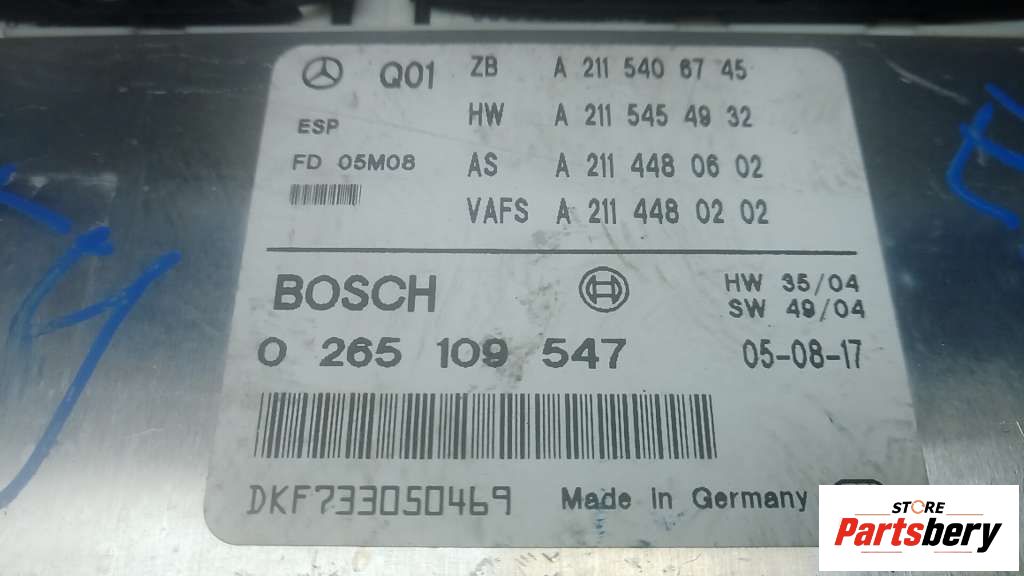 Q01 ZB A 211 540 67 45
HW A 211 545 49 32
ESP
FD 05M08 AS A 211 448 06 02
VAFS A 211 448 02 02
BOSCH HW 35/04
SW 49/04
0 265 109 547 05-08-17
DKF733050469 Made in Germany
STORE
Partsbery